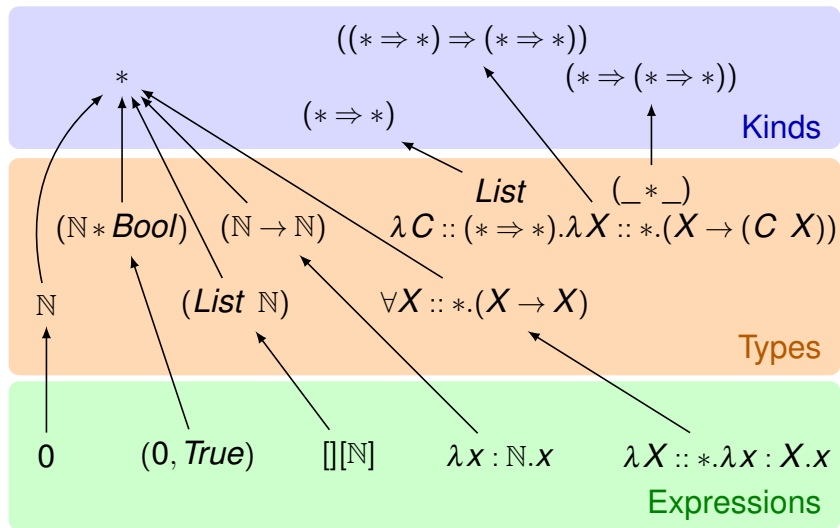 ((∗ ⇒ ∗) ⇒ (∗ ⇒ ∗))
∗ (∗ ⇒ (∗ ⇒ ∗))
(∗ ⇒ ∗)
Kinds
List (_ ∗ _)
(ℕ ∗ Bool) (ℕ → ℕ) λC :: (∗ ⇒ ∗).λX :: ∗.(X → (C X))
ℕ (List ℕ) ∀X :: ∗.(X → X)
Types
0 (0, True) [][ℕ] λx : ℕ.x λX :: ∗.λx : X.x
Expressions